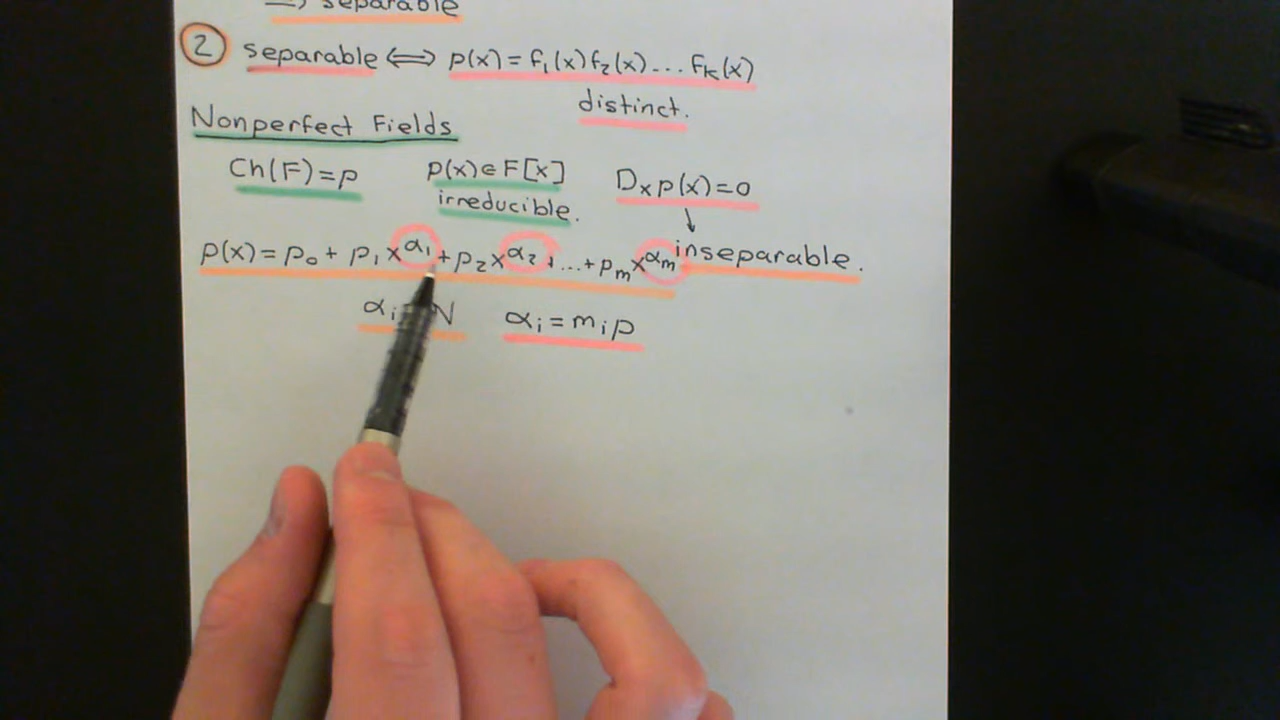 => separable
2 separable <=> p(x) = f₁(x)f₂(x)...fₖ(x)
distinct.
Nonperfect Fields
Ch(F)=p p(x)∈F[x] Dₓp(x)=0
irreducible. ↓
p(x) = p₀ + p₁x^α₁ + p₂x^α₂ + ... + pₘx^αₘ inseparable.
αᵢ N αᵢ = mᵢp